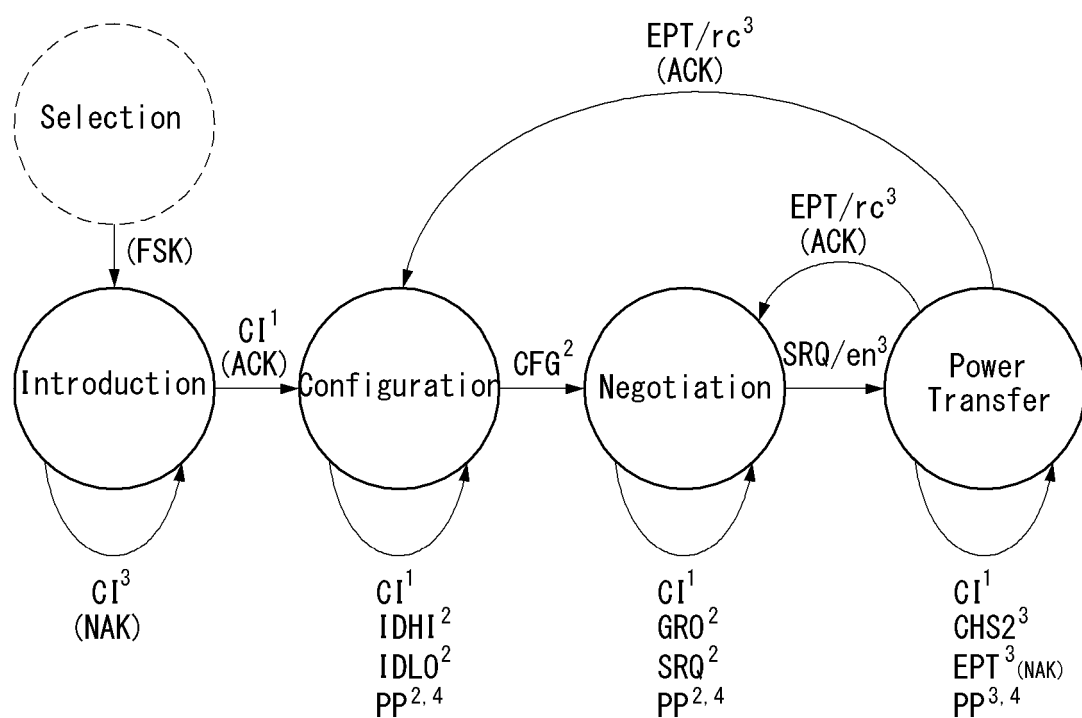 EPT/rc³
(ACK)
Selection
EPT/rc³
(ACK)
(FSK)
CI¹
(ACK)
CFG²
SRQ/en³
Introduction
Configuration
Negotiation
Power
Transfer
CI³
(NAK)
CI¹
IDHI²
IDLO²
PP²,⁴
CI¹
GRO²
SRQ²
PP²,⁴
CI¹
CHS2³
EPT³(NAK)
PP³,⁴